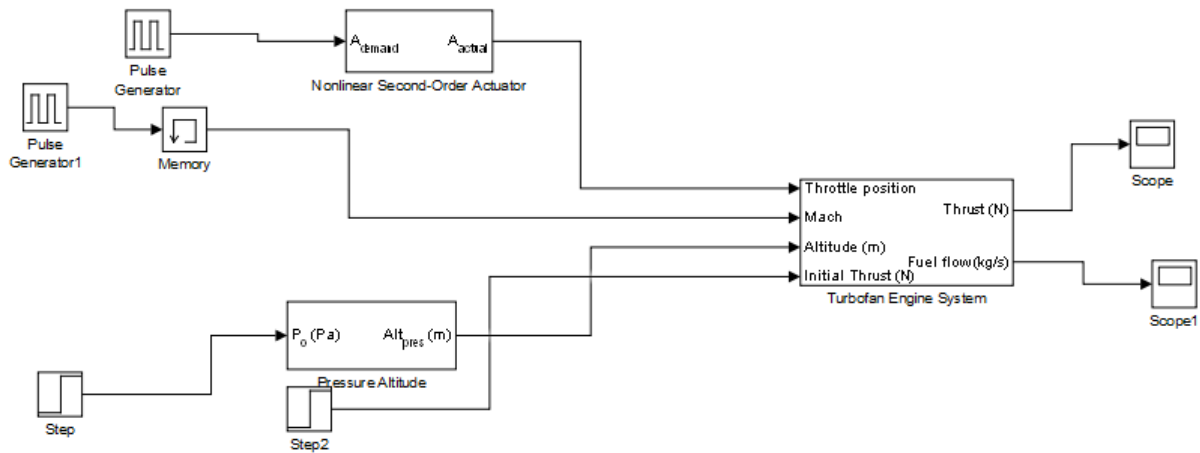 A_demand
A_actual
Pulse
Generator
Nonlinear Second-Order Actuator
Pulse
Generator1
Memory
Throttle position
Mach
Altitude (m)
Initial Thrust (N)
Thrust (N)
Fuel flow(kg/s)
Turbofan Engine System
Scope
Scope1
P_o (Pa)
Alt_pres (m)
Pressure Altitude
Step
Step2